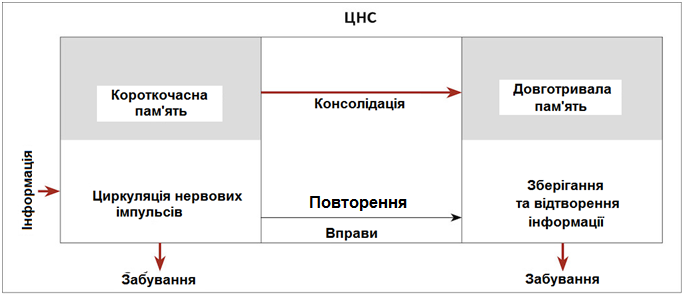 ЦНС
Короткочасна
пам'ять
Консолідація
Довготривала
пам'ять
Інформація
Циркуляція нервових
імпульсів
Повторення
Вправи
Зберігання
та відтворення
інформації
Забування
Забування